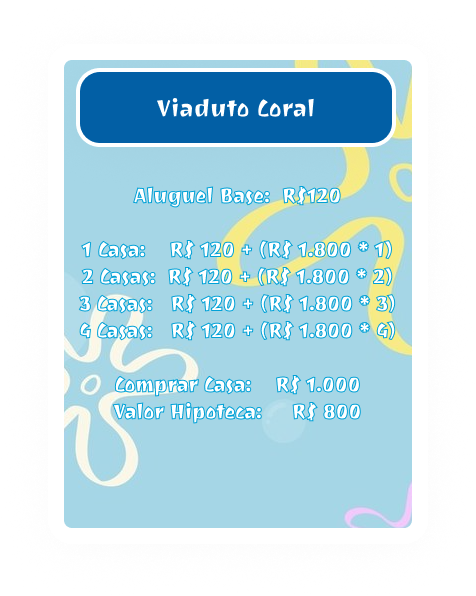 Viaduto Coral
Aluguel Base: R$120
1 Casa: R$ 120 + (R$ 1.800 * 1)
2 Casas: R$ 120 + (R$ 1.800 * 2)
3 Casas: R$ 120 + (R$ 1.800 * 3)
4 Casas: R$ 120 + (R$ 1.800 * 4)
Comprar Casa: R$ 1.000
Valor Hipoteca: R$ 800